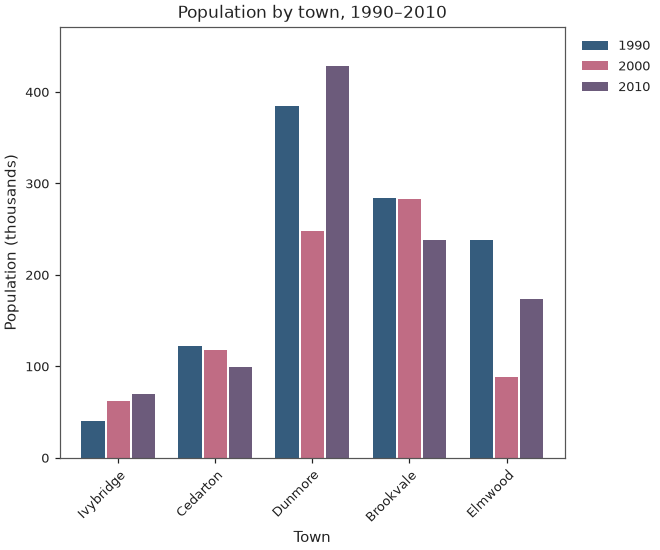 Population by town, 1990–2010
1990
2000
2010
Population (thousands)
400
300
200
100
0
Ivybridge
Cedarton
Dunmore
Brookvale
Elmwood
Town